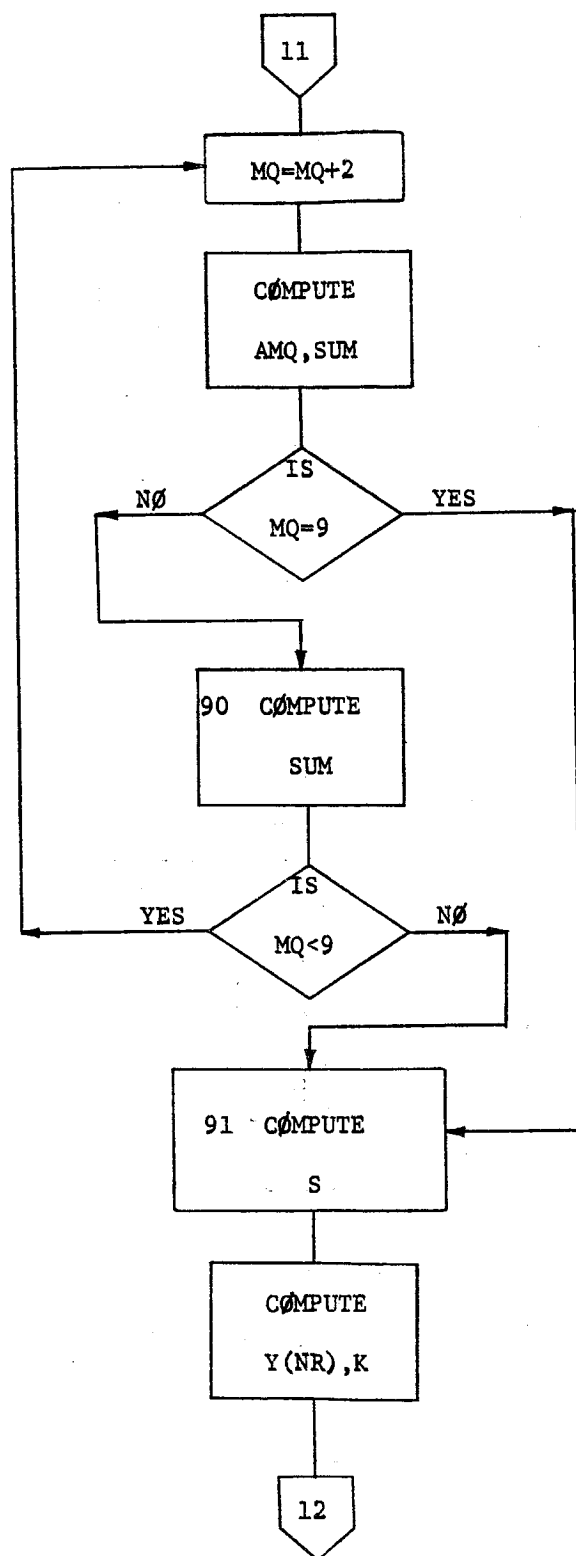 11
MQ=MQ+2
CØMPUTE
AMQ,SUM
IS
NØ
YES
MQ=9
90 CØMPUTE
SUM
IS
YES
NØ
MQ<9
91 CØMPUTE
S
CØMPUTE
Y(NR),K
12